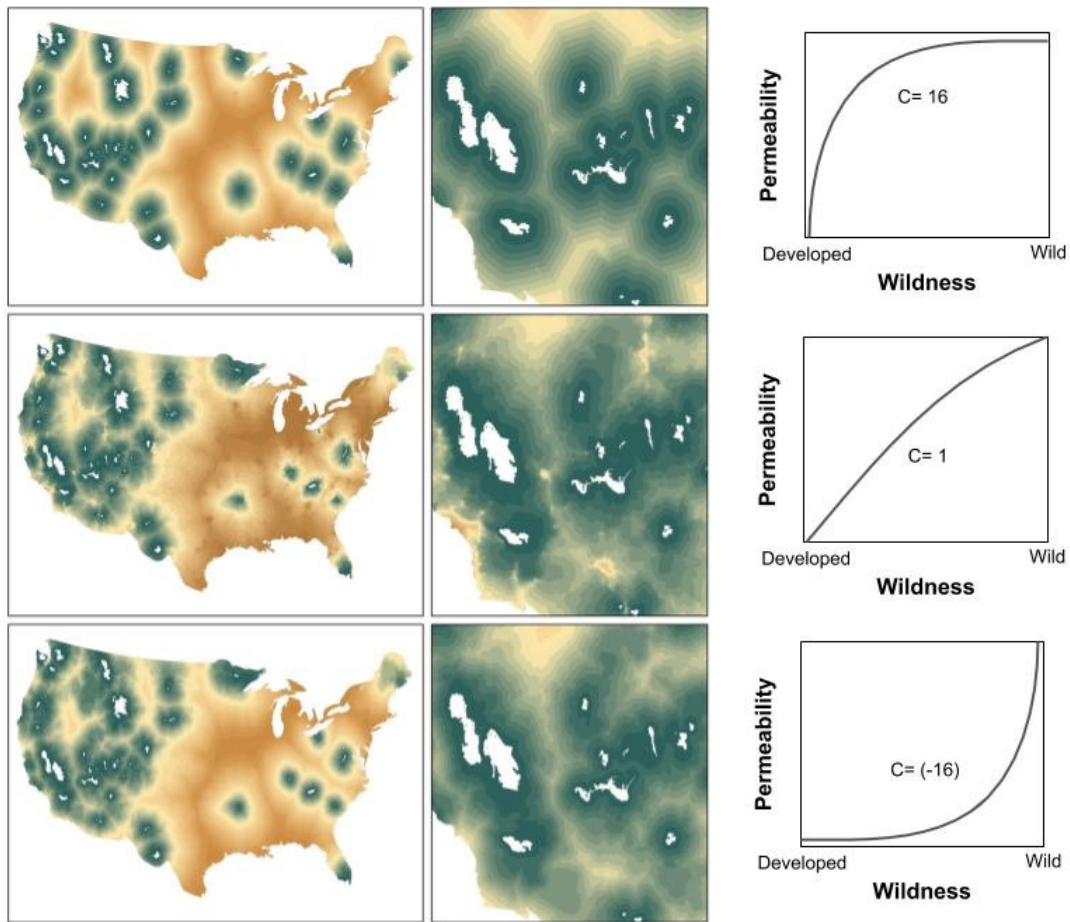 Permeability
C= 16
Developed
Wild
Wildness
Permeability
C= 1
Developed
Wild
Wildness
Permeability
C= (-16)
Developed
Wild
Wildness